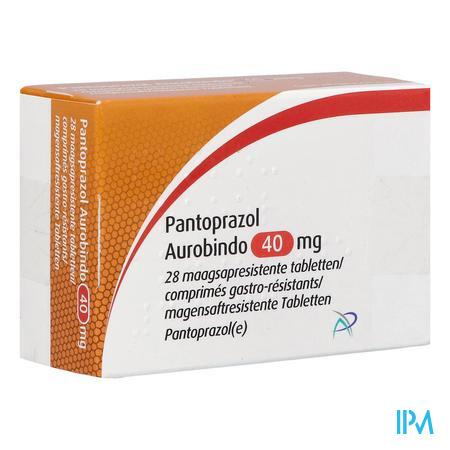 Pantoprazol
Aurobindo 40 mg
28 maagsapresistente tabletten/
comprimés gastro-résistants/
magensaftresistente Tabletten
Pantoprazol(e)
Pantoprazol Aurobindo 40 mg
28 maagsapresistente tabletten/
comprimés gastro-résistants/
magensaftresistente Tabletten
IPM